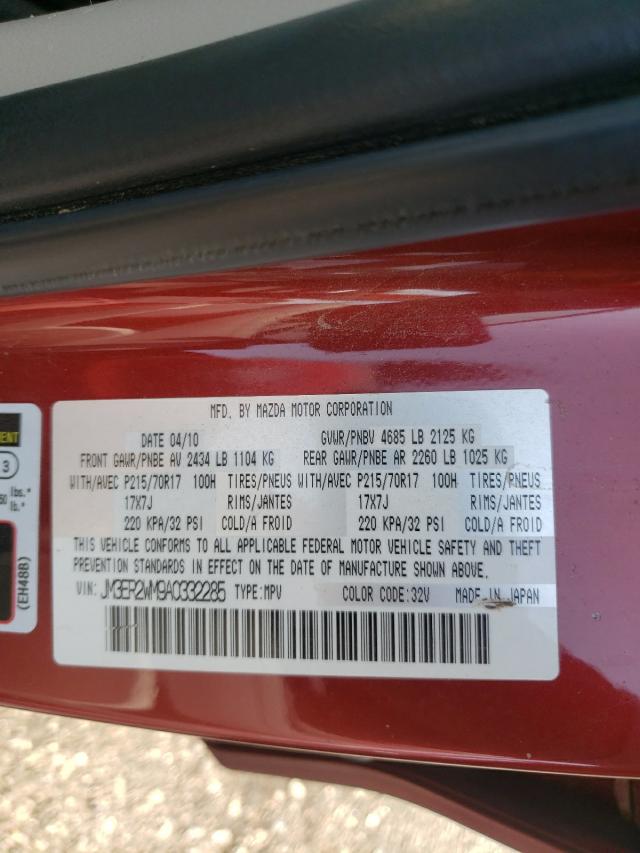 MFD. BY MAZDA MOTOR CORPORATION
DATE 04/10 GVWR/PNBV 4685 LB 2125 KG
FRONT GAWR/PNBE AV 2434 LB 1104 KG REAR GAWR/PNBE AR 2260 LB 1025 KG
WITH/AVEC P215/70R17 100H TIRES/PNEUS WITH/AVEC P215/70R17 100H TIRES/PNEUS
17X7J RIMS/JANTES 17X7J RIMS/JANTES
220 KPA/32 PSI COLD/A FROID 220 KPA/32 PSI COLD/A FROID
THIS VEHICLE CONFORMS TO ALL APPLICABLE FEDERAL MOTOR VEHICLE SAFETY AND THEFT
PREVENTION STANDARDS IN EFFECT ON THE DATE OF MANUFACTURE SHOWN ABOVE.
VIN: JM3ER2WM9A0332285 TYPE:MPV COLOR CODE:32V MADE IN JAPAN
3
lbs.*
lb.*
(EH48B)